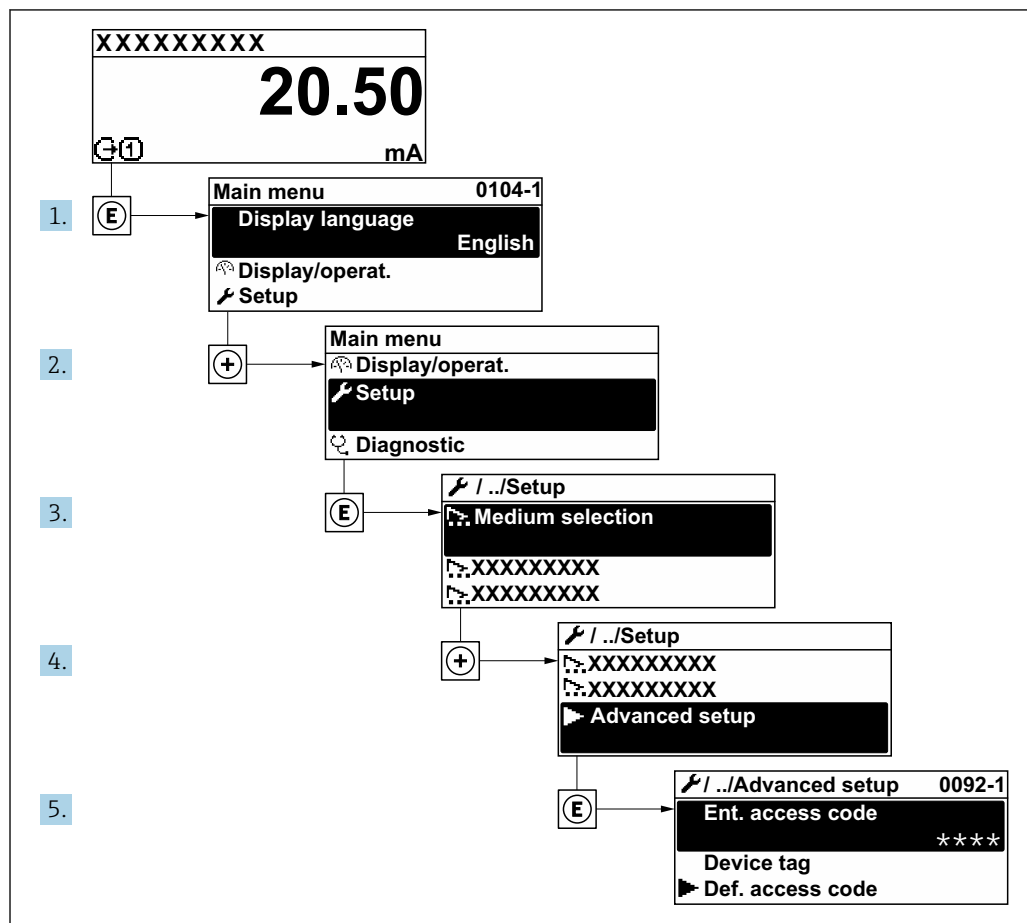 XXXXXXXXX
20.50
1 mA
1. E
Main menu 0104-1
Display language
English
Display/operat.
Setup
2. +
Main menu
Display/operat.
Setup
Diagnostic
3. E
/ ../Setup
Medium selection
XXXXXXXXX
XXXXXXXXX
4. +
/ ../Setup
XXXXXXXXX
XXXXXXXXX
Advanced setup
5. E
/ ../Advanced setup 0092-1
Ent. access code
****
Device tag
Def. access code